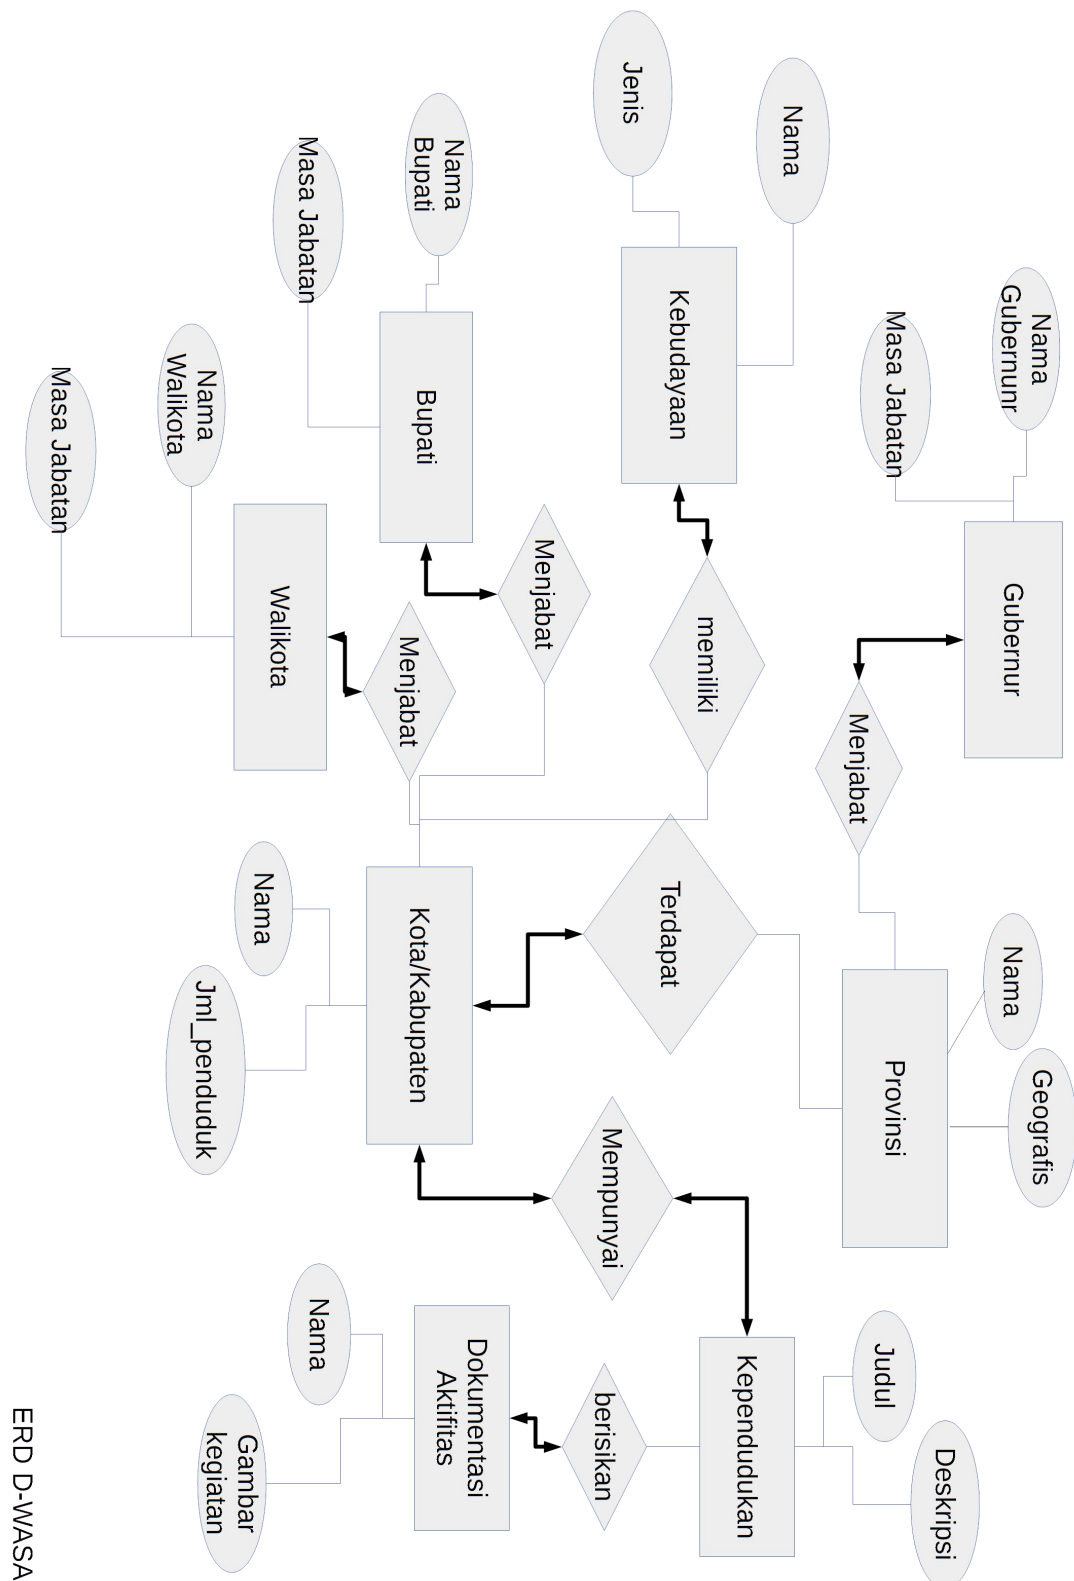 Nama
Gubernunr
Geografis
Nama
Gubernur
Deskripsi
Masa Jabatan
Provinsi
Judul
Menjabat
Nama
Kependudukan
memiliki
Kebudayaan
Terdapat
Jenis
Mempunyai
berisikan
Menjabat
Dokumentasi
Aktifitas
Nama
Bupati
Bupati
Kota/Kabupaten
Menjabat
Nama
Masa Jabatan
Walikota
Nama
Gambar
kegiatan
Nama
Walikota
Jml_penduduk
Masa Jabatan
ERD D-WASA